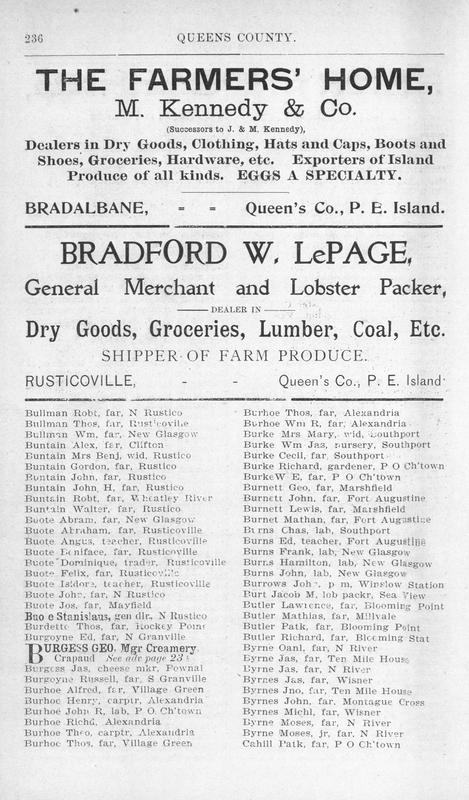 236
QUEENS COUNTY.
THE FARMERS' HOME,
M. Kennedy & Co.
(Successors to J. & M. Kennedy),
Dealers in Dry Goods, Clothing, Hats and Caps, Boots and
Shoes, Groceries, Hardware, etc. Exporters of Island
Produce of all kinds. EGGS A SPECIALTY.
BRADALBANE, - - Queen's Co., P. E. Island.
BRADFORD W. LePAGE,
General Merchant and Lobster Packer,
DEALER IN
Dry Goods, Groceries, Lumber, Coal, Etc.
SHIPPER OF FARM PRODUCE.
RUSTICOVILLE, - - Queen's Co., P. E. Island
Bullman Robt, far, N Rustico
Bullman Thos, far, Rusticoville
Bullman Wm, far, New Glasgow
Buntain Alex, far, Clifton
Buntain Mrs Benj, wid, Rustico
Buntain Gordon, far, Rustico
Buntain John, far, Rustico
Buntain John H, far, Rustico
Buntain Robt, far, Wheatley River
Buntain Walter, far, Rustico
Buote Abram, far, New Glasgow
Buote Abraham, far, Rusticoville
Buote Angus, teacher, Rusticoville
Buote Boniface, far, Rusticoville
Buote Dominique, trader, Rusticoville
Buote Felix, far, Rusticoville
Buote Isidore, teacher, Rusticoville
Buote John, far, N Rustico
Buote Jos, far, Mayfield
Buote Stanislaus, gen dlr, N Rustico
Burdette Thos, far, Rockey Point
Burgoyne Ed, far, N Granville
BURGESS GEO, Mgr Creamery
Crapaud See adv page 23
Burgess Jas, cheese mkr, Pownal
Burgoyne Russell, far, S Granville
Burhoe Alfred, far, Village Green
Burhoe Henry, carptr, Alexandria
Burhoe John R, lab, P O Ch'town
Burhoe Richd, Alexandria
Burhoe Theo, carptr, Alexandria
Burhoe Thos, far, Village Green
Burhoe Thos, far, Alexandria
Burhoe Wm R, far, Alexandria
Burke Mrs Mary, wid, Southport
Burke Wm Jas, nursery, Southport
Burke Cecil, far, Southport
Burke Richard, gardener, P O Ch'town
BurkeW E, far, P O Ch'town
Burnett Geo, far, Marshfield
Burnett John, far, Fort Augustine
Burnett Lewis, far, Marshfield
Burnet Mathan, far, Fort Augustine
Burns Chas, lab, Southport
Burns Ed, teacher, Fort Augustine
Burns Frank, lab, New Glasgow
Burns Hamilton, lab, New Glasgow
Burns John, lab, New Glasgow
Burrows John, p m, Winslow Station
Burt Jacob M, lob packr, Sea View
Butler Lawrence, far, Blooming Point
Butler Mathias, far, Millvale
Butler Patk, far, Blooming Point
Butler Richard, far, Blooming Stat
Byrne Oanl, far, N River
Byrne Jas, far, Ten Mile House
Byrne Jas, far, N River
Byrnes Jas, far, Wisner
Byrnes Jno, far, Ten Mile House
Byrnes John, far, Montague Cross
Byrnes Michl, far, Wisner
Byrne Moses, far, N River
Byrne Moses, jr, far, N River
Cahill Patk, far, P O Ch'town